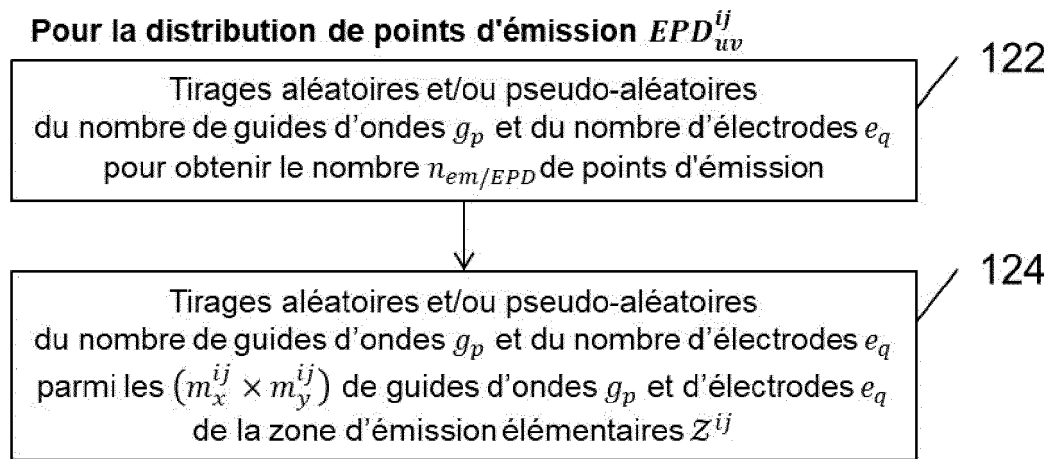 Pour la distribution de points d'émission $EPD_{uv}^{ij}$
122
Tirages aléatoires et/ou pseudo-aléatoires
du nombre de guides d'ondes $g_p$ et du nombre d'électrodes $e_q$
pour obtenir le nombre $n_{em/EPD}$ de points d'émission
124
Tirages aléatoires et/ou pseudo-aléatoires
du nombre de guides d'ondes $g_p$ et du nombre d'électrodes $e_q$
parmi les $(m_x^{ij} \times m_y^{ij})$ de guides d'ondes $g_p$ et d'électrodes $e_q$
de la zone d'émission élémentaires $Z^{ij}$